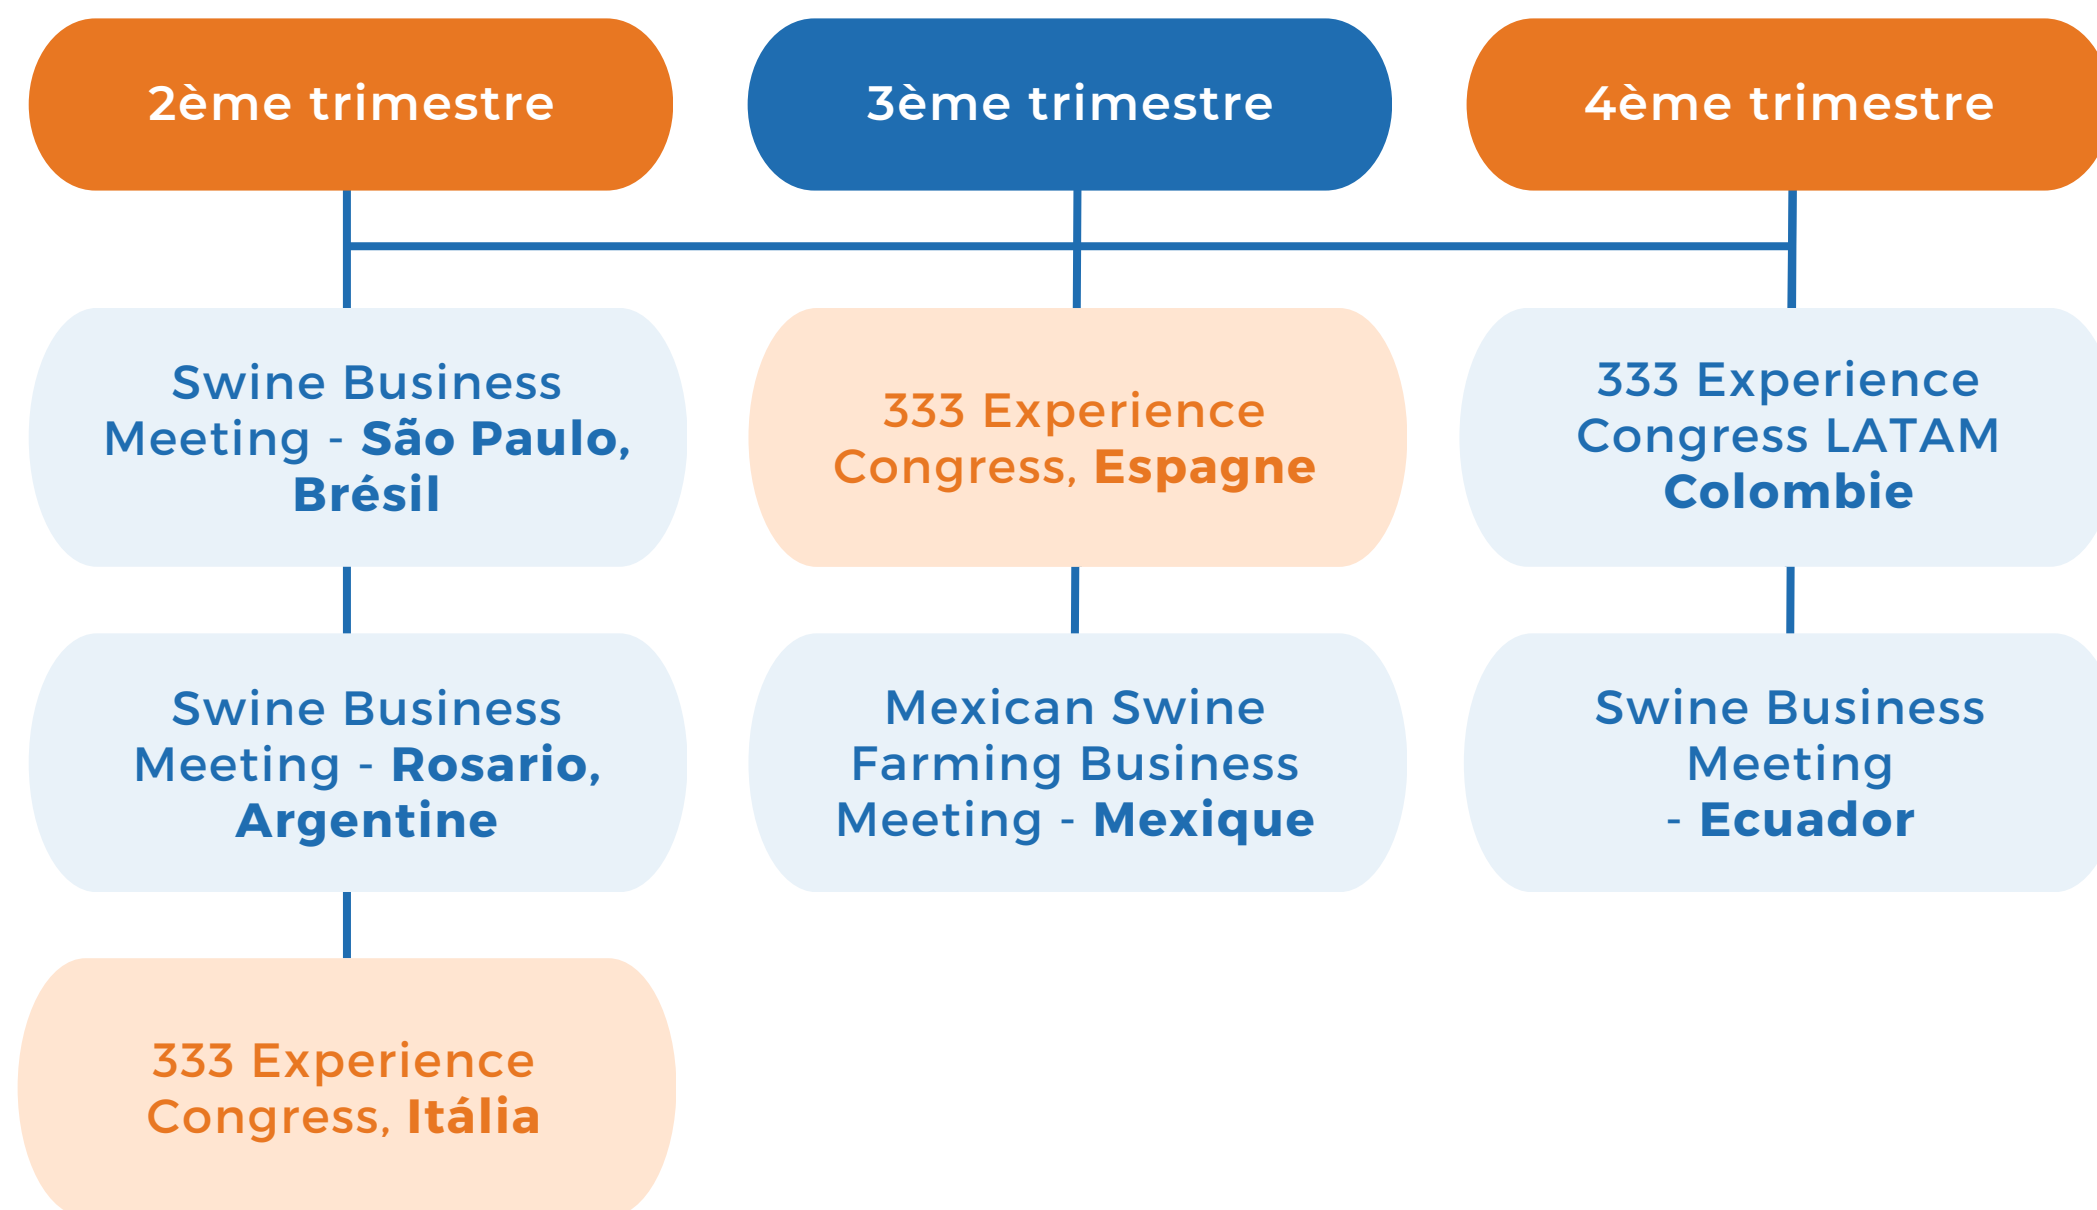 2ème trimestre
3ème trimestre
4ème trimestre
Swine Business
Meeting - São Paulo,
Brésil
333 Experience
Congress, Espagne
333 Experience
Congress LATAM
Colombie
Swine Business
Meeting - Rosario,
Argentine
Mexican Swine
Farming Business
Meeting - Mexique
Swine Business
Meeting
- Ecuador
333 Experience
Congress, Itália